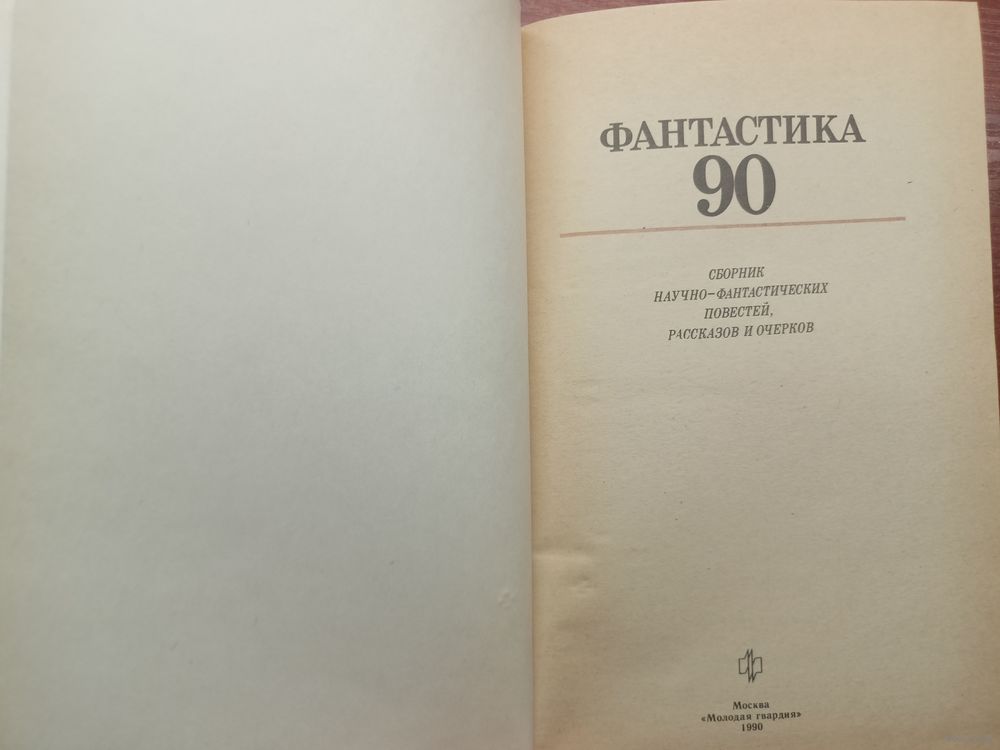 ФАНТАСТИКА
90
СБОРНИК
НАУЧНО-ФАНТАСТИЧЕСКИХ
ПОВЕСТЕЙ,
РАССКАЗОВ И ОЧЕРКОВ
Москва
«Молодая гвардия»
1990